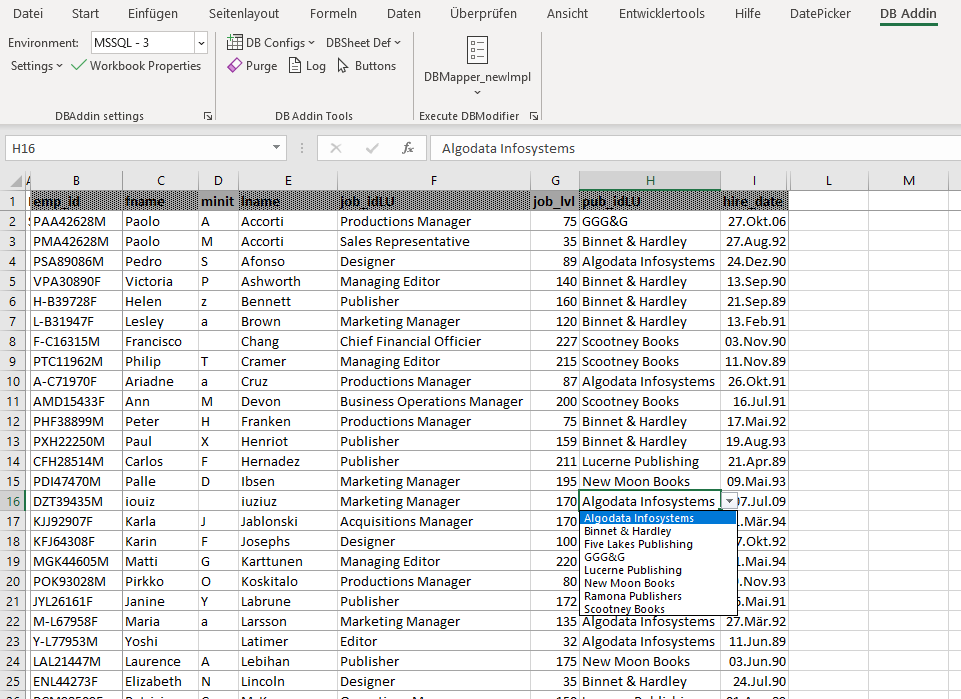 Datei Start Einfügen Seitenlayout Formeln Daten Überprüfen Ansicht Entwicklertools Hilfe DatePicker DB Addin
Environment: MSSQL - 3 DB Configs DBSheet Def
Settings Workbook Properties Purge Log Buttons DBMapper_newImpl
DBAddin settings DB Addin Tools Execute DBModifier
H16 fx Algodata Infosystems
B C D E F G H I L M
1 emp_id fname minit lname job_idLU job_lvl pub_idLU hire_date
2 PAA42628M Paolo A Accorti Productions Manager 75 GGG&G 27.Okt.06
3 PMA42628M Paolo M Accorti Sales Representative 35 Binnet & Hardley 27.Aug.92
4 PSA89086M Pedro S Afonso Designer 89 Algodata Infosystems 24.Dez.90
5 VPA30890F Victoria P Ashworth Managing Editor 140 Binnet & Hardley 13.Sep.90
6 H-B39728F Helen z Bennett Publisher 160 Binnet & Hardley 21.Sep.89
7 L-B31947F Lesley a Brown Marketing Manager 120 Binnet & Hardley 13.Feb.91
8 F-C16315M Francisco Chang Chief Financial Officier 227 Scootney Books 03.Nov.90
9 PTC11962M Philip T Cramer Managing Editor 215 Scootney Books 11.Nov.89
10 A-C71970F Ariadne a Cruz Productions Manager 87 Algodata Infosystems 26.Okt.91
11 AMD15433F Ann M Devon Business Operations Manager 200 Scootney Books 16.Jul.91
12 PHF38899M Peter H Franken Productions Manager 75 Binnet & Hardley 17.Mai.92
13 PXH22250M Paul X Henriot Publisher 159 Binnet & Hardley 19.Aug.93
14 CFH28514M Carlos F Hernadez Publisher 211 Lucerne Publishing 21.Apr.89
15 PDI47470M Palle D Ibsen Marketing Manager 195 New Moon Books 09.Mai.93
16 DZT39435M iouiz iuziuz Marketing Manager 170 Algodata Infosystems 07.Jul.09
17 KJJ92907F Karla J Jablonski Acquisitions Manager 170 Algodata Infosystems .Mär.94
Binnet & Hardley
18 KFJ64308F Karin F Josephs Designer 100 Five Lakes Publishing 7.Okt.92
GGG&G
19 MGK44605M Matti G Karttunen Managing Editor 220 Lucerne Publishing .Mai.94
20 POK93028M Pirkko O Koskitalo Productions Manager 80 New Moon Books .Nov.93
21 JYL26161F Janine Y Labrune Publisher 172 Ramona Publishers .Mai.91
Scootney Books
22 M-L67958F Maria a Larsson Marketing Manager 135 Algodata Infosystems 27.Mär.92
23 Y-L77953M Yoshi Latimer Editor 32 Algodata Infosystems 11.Jun.89
24 LAL21447M Laurence A Lebihan Publisher 175 New Moon Books 03.Jun.90
25 ENL44273F Elizabeth N Lincoln Designer 35 Binnet & Hardley 24.Jul.90